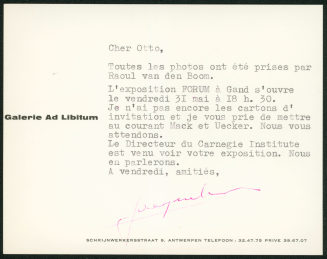 Cher Otto,
Toutes les photos ont été prises par
Raoul van den Boom.
L'exposition FORUM à Gand s'ouvre
le vendredi 31 mai à 18 h. 30.
Je n'ai pas encore les cartons d'
invitation et je vous prie de mettre
au courant Mack et Uecker. Nous vous
attendons.
Galerie Ad Libitum
Le Directeur du Carnegie Institute
est venu voir votre exposition. Nous
en parlerons.
A vendredi, amitiés,
SCHRIJNWERKERSSTRAAT 9, ANTWERPEN TELEFOON: 32.47.75 PRIVE 39.67.07